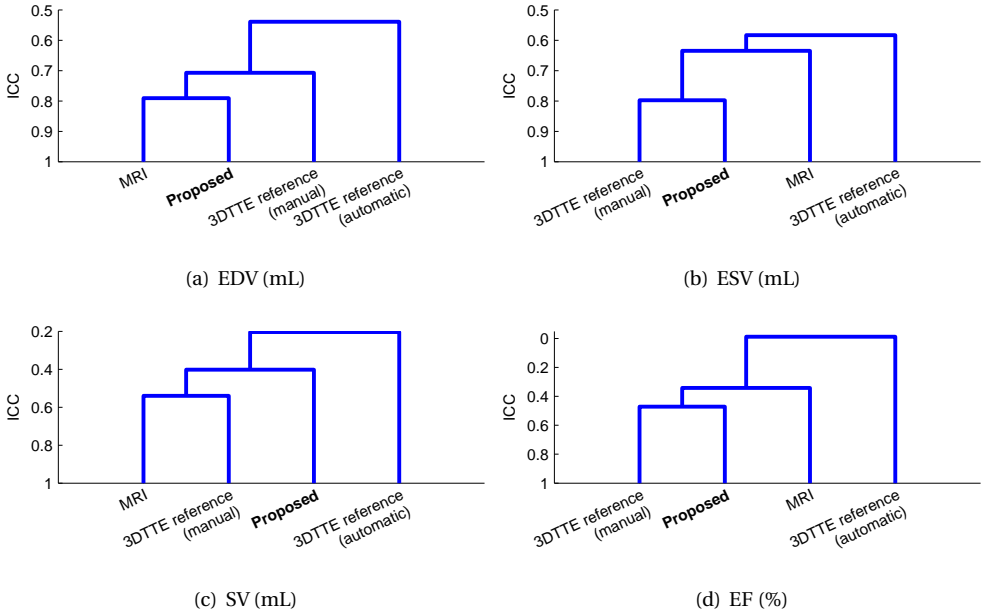 0.5
0.6
0.7
0.8
0.9
1
ICC
MRI
Proposed
3DTTE reference
(manual)
3DTTE reference
(automatic)
(a) EDV (mL)
0.5
0.6
0.7
0.8
0.9
1
ICC
3DTTE reference
(manual)
Proposed
MRI
3DTTE reference
(automatic)
(b) ESV (mL)
0.2
0.4
0.6
0.8
1
ICC
MRI
3DTTE reference
(manual)
Proposed
3DTTE reference
(automatic)
(c) SV (mL)
0
0.2
0.4
0.6
0.8
1
ICC
3DTTE reference
(manual)
Proposed
MRI
3DTTE reference
(automatic)
(d) EF (%)